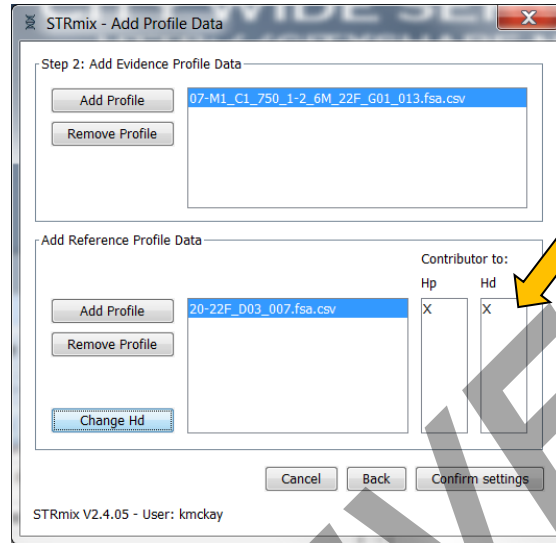 STRmix - Add Profile Data
X
Step 2: Add Evidence Profile Data
Add Profile
07-M1_C1_750_1-2_6M_22F_G01_013.fsa.csv
Remove Profile
Add Reference Profile Data
Contributor to:
Hp Hd
Add Profile
20-22F_D03_007.fsa.csv X X
Remove Profile
Change Hd
Cancel Back Confirm settings
STRmix V2.4.05 - User: kmckay